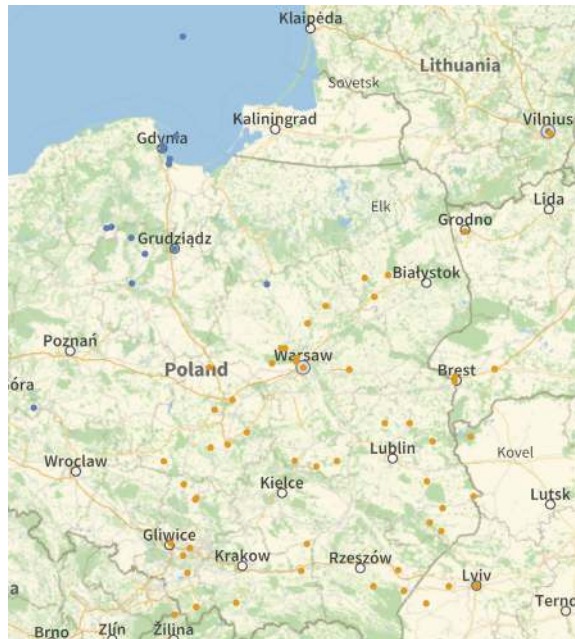 Klaipėda
Lithuania
Sovetsk
Kaliningrad
Vilnius
Gdynia
Elk
Lida
Grodno
Grudziądz
Białystok
Poznań
Warsaw
Poland
Brest
óra
Lublin
Kovel
Wroclaw
Kielce
Lutsk
Gliwice
Krakow
Rzeszów
Lviv
a
Terno
Brno
Zlín
Žilina